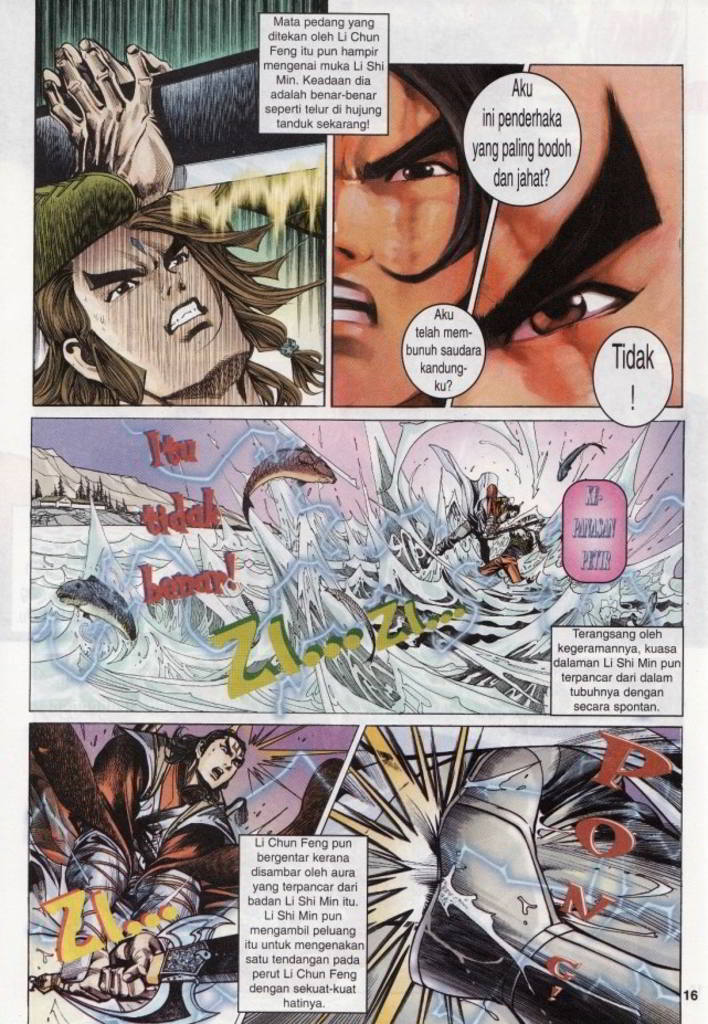 Mata pedang yang
ditekan oleh Li Chun
Feng itu pun hampir
mengenai muka Li Shi
Min. Keadaan dia
adalah benar-benar
seperti telur di hujung
tanduk sekarang!
Aku
ini penderhaka
yang paling bodoh
dan jahat?
Aku
telah mem-
bunuh saudara
kandung-
ku?
Tidak
!
Itu
tidak
benar!
KE-
PANASAN
PETIR
ZI...ZI...
Terangsang oleh
kegeramannya, kuasa
dalaman Li Shi Min pun
terpancar dari dalam
tubuhnya dengan
secara spontan.
ZI...
Li Chun Feng pun
bergentar kerana
disambar oleh aura
yang terpancar dari
badan Li Shi Min itu.
Li Shi Min pun
mengambil peluang
itu untuk mengenakan
satu tendangan pada
perut Li Chun Feng
dengan sekuat-kuat
hatinya.
PONG!
16